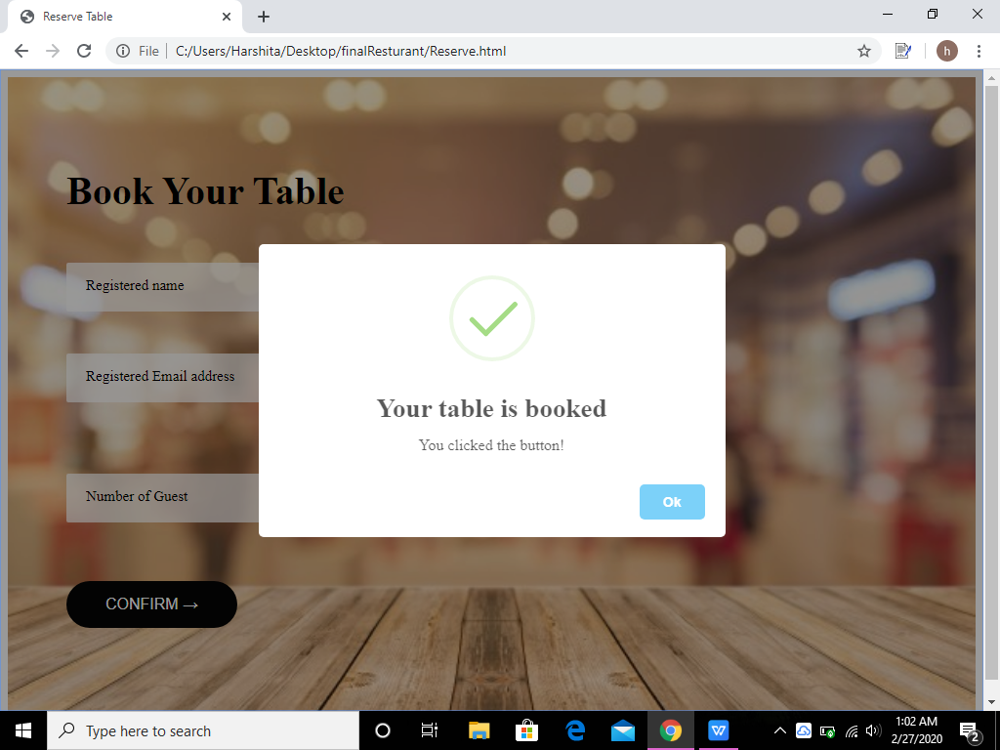 Reserve Table
File
C:/Users/Harshita/Desktop/finalResturant/Reserve.html
h
Book Your Table
Registered name
Registered Email address
Number of Guest
CONFIRM →
Your table is booked
You clicked the button!
Ok
Type here to search
1:02 AM
2/27/2020
2